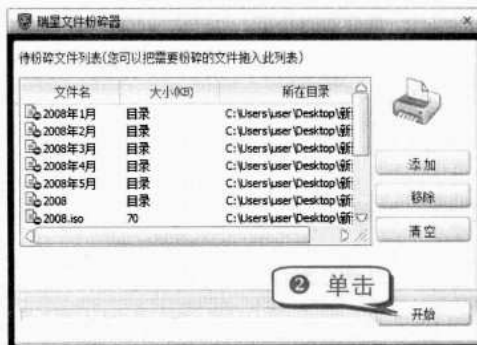 瑞星文件粉碎器
待粉碎文件列表(您可以把需要粉碎的文件拖入此列表)
文件名 大小(KB) 所在目录
2008年1月 目录 C:\Users\user\Desktop\新
2008年2月 目录 C:\Users\user\Desktop\新
2008年3月 目录 C:\Users\user\Desktop\新
2008年4月 目录 C:\Users\user\Desktop\新
2008年5月 目录 C:\Users\user\Desktop\新
2008 目录 C:\Users\user\Desktop\新
2008.iso 70 C:\Users\user\Desktop\新
添加
移除
清空
❷ 单击
开始